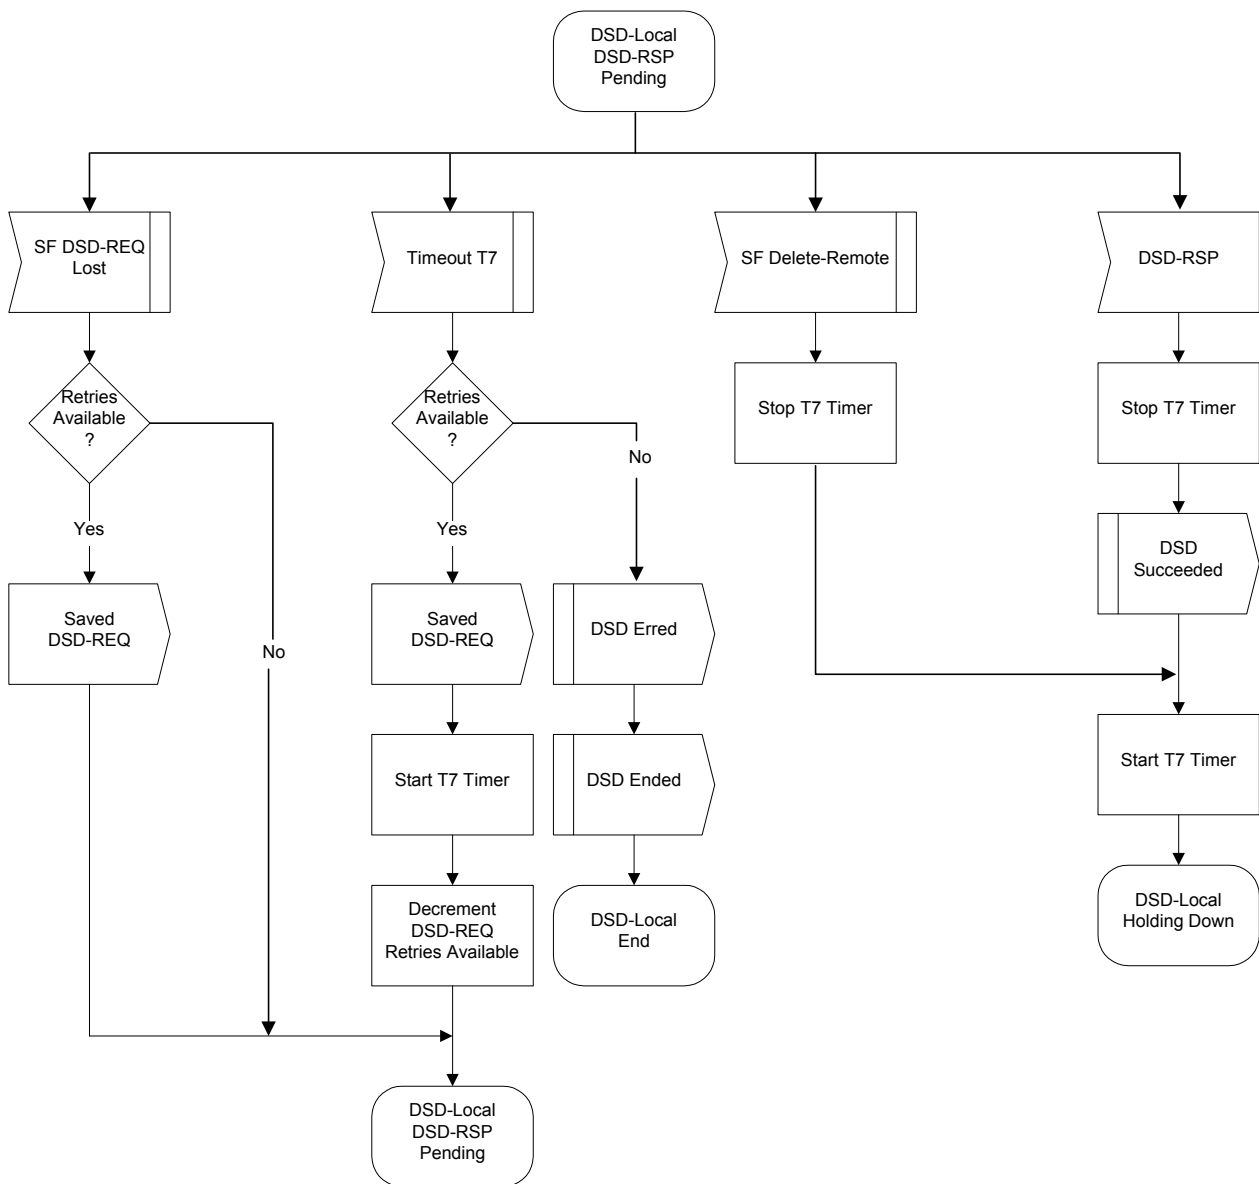 DSD-Local
DSD-RSP
Pending
SF DSD-REQ
Lost
Timeout T7
SF Delete-Remote
DSD-RSP
Retries
Available
?
Retries
Available
?
Stop T7 Timer
Stop T7 Timer
No
Yes
Yes
DSD
Succeeded
Saved
DSD-REQ
No
Saved
DSD-REQ
DSD Erred
Start T7 Timer
DSD Ended
Start T7 Timer
Decrement
DSD-REQ
Retries Available
DSD-Local
End
DSD-Local
Holding Down
DSD-Local
DSD-RSP
Pending